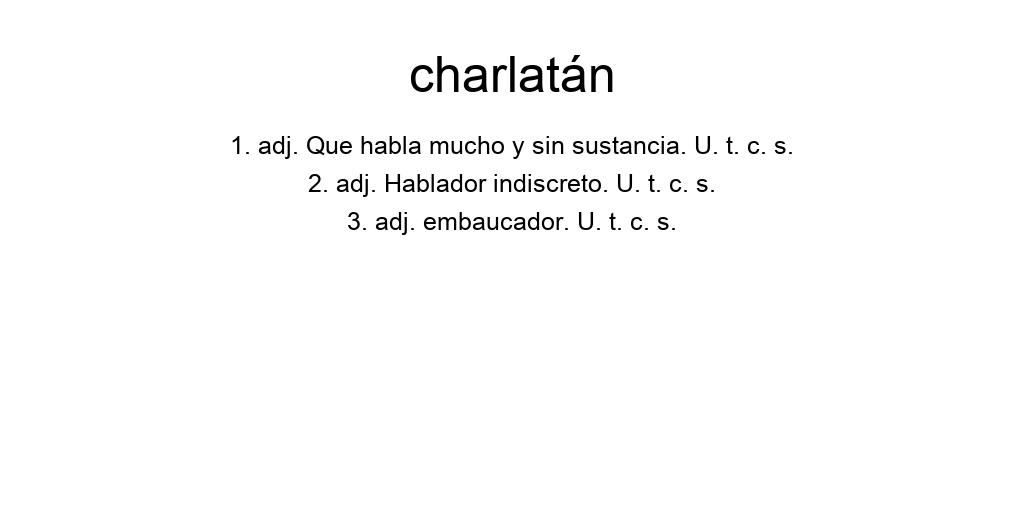 charlatán
1. adj. Que habla mucho y sin sustancia. U. t. c. s.
2. adj. Hablador indiscreto. U. t. c. s.
3. adj. embaucador. U. t. c. s.